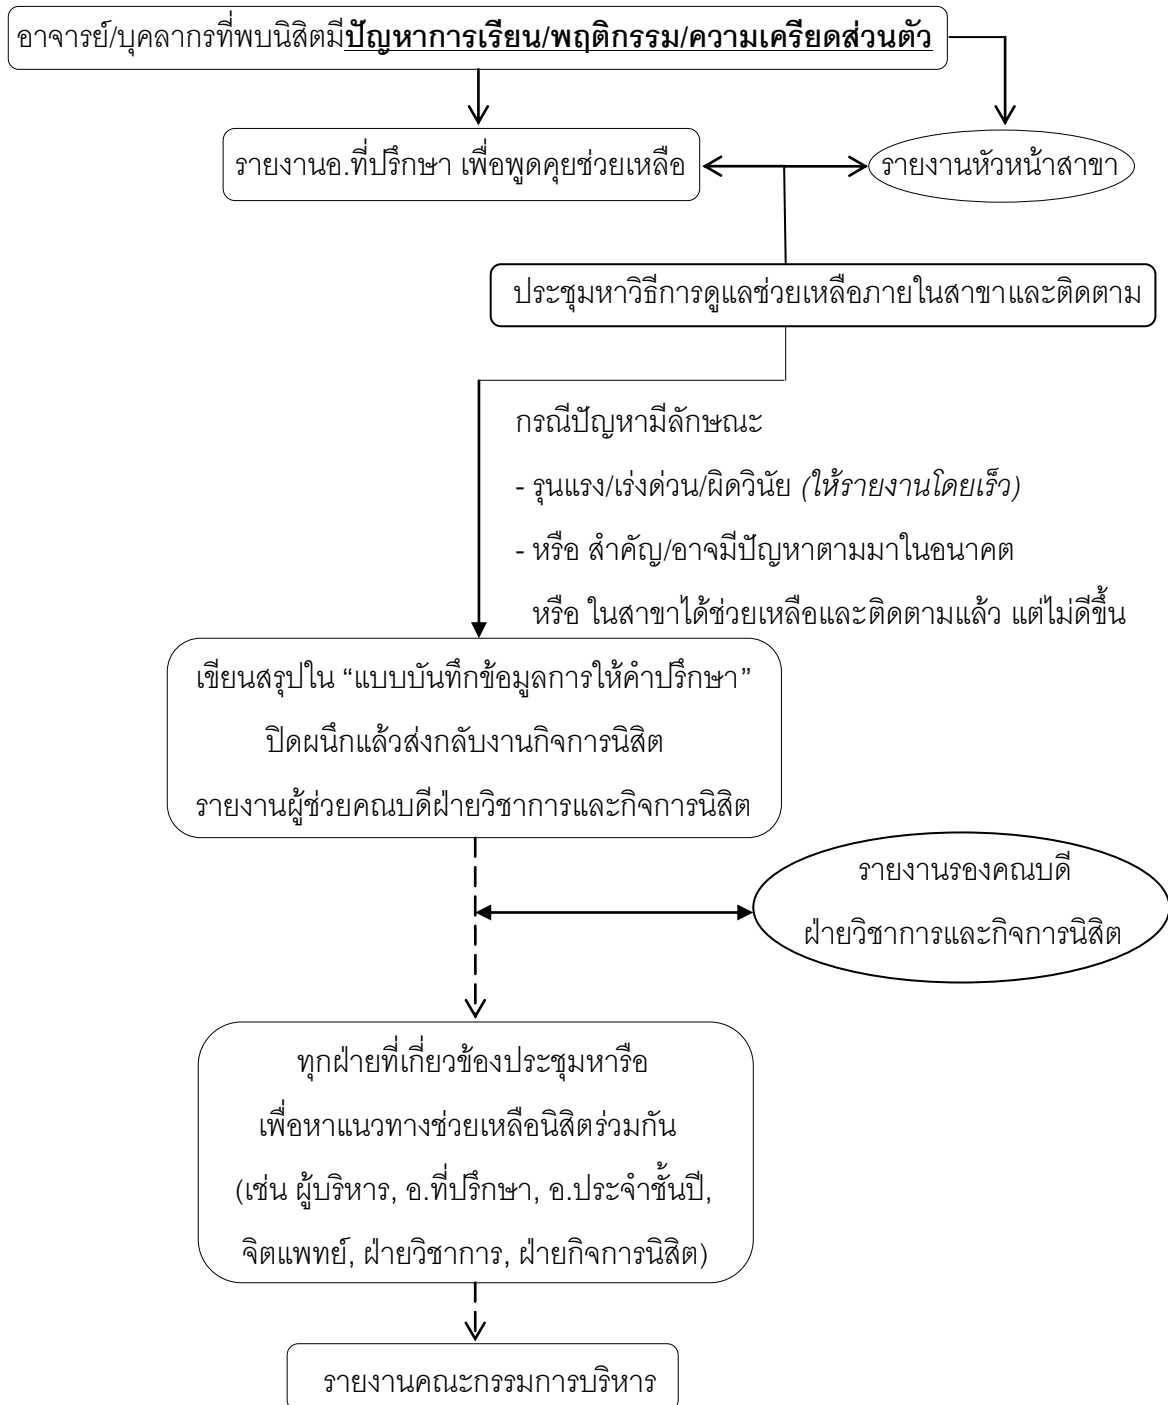 อาจารย์/บุคลากรที่พบนิสิตมีปัญหาการเรียน/พฤติกรรม/ความเครียดส่วนตัว
รายงานอ.ที่ปรึกษา เพื่อพูดคุยช่วยเหลือ
รายงานหัวหน้าสาขา
ประชุมหาวิธีการดูแลช่วยเหลือภายในสาขาและติดตาม
กรณีปัญหามีลักษณะ
- รุนแรง/เร่งด่วน/ผิดวินัย (ให้รายงานโดยเร็ว)
- หรือ สำคัญ/อาจมีปัญหาตามมาในอนาคต
หรือ ในสาขาได้ช่วยเหลือและติดตามแล้ว แต่ไม่ดีขึ้น
เขียนสรุปใน “แบบบันทึกข้อมูลการให้คำปรึกษา”
ปิดผนึกแล้วส่งกลับงานกิจการนิสิต
รายงานผู้ช่วยคณบดีฝ่ายวิชาการและกิจการนิสิต
รายงานรองคณบดี
ฝ่ายวิชาการและกิจการนิสิต
ทุกฝ่ายที่เกี่ยวข้องประชุมหารือ
เพื่อหาแนวทางช่วยเหลือนิสิตร่วมกัน
(เช่น ผู้บริหาร, อ.ที่ปรึกษา, อ.ประจำชั้นปี,
จิตแพทย์, ฝ่ายวิชาการ, ฝ่ายกิจการนิสิต)
รายงานคณะกรรมการบริหาร